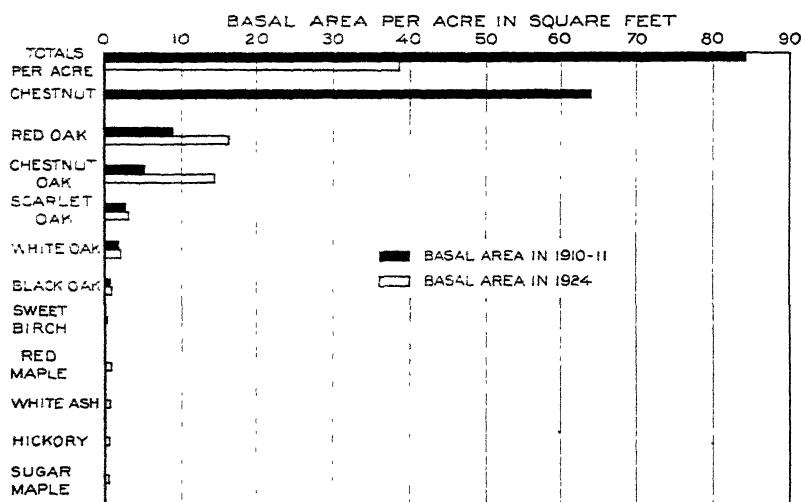 BASAL AREA PER ACRE IN SQUARE FEET
0 10 20 30 40 50 60 70 80 90
TOTALS
PER ACRE
CHESTNUT
RED OAK
CHESTNUT
OAK
SCARLET
OAK
WHITE OAK
BASAL AREA IN 1910-11
BLACK OAK
BASAL AREA IN 1924
SWEET
BIRCH
RED
MAPLE
WHITE ASH
HICKORY
SUGAR
MAPLE